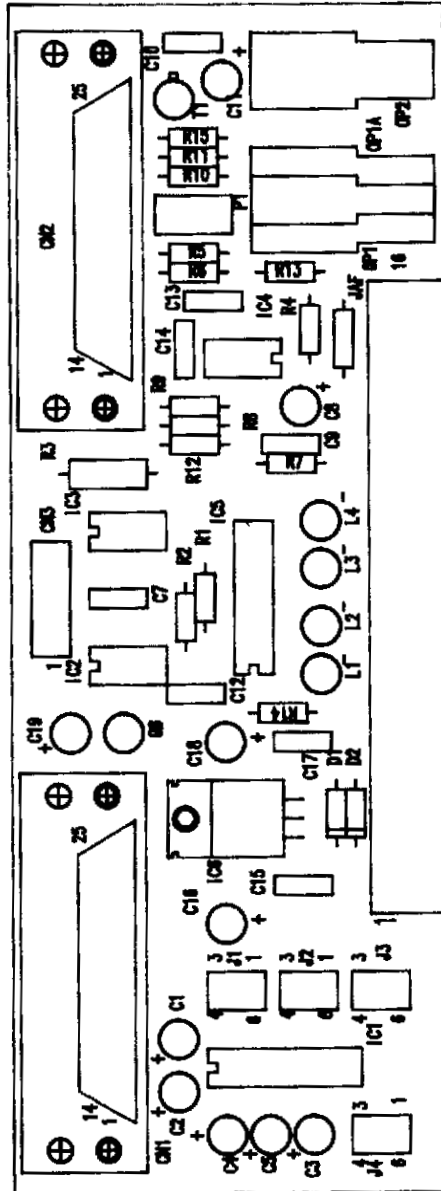 C10
+
25
C11
T1
OP2
OP1A
R15
R11
R10
CN2
P1
R5
R6
R13
OP1
16
C13
IC4
R4
JAF
C14
14
1
R9
+
C8
R8
C9
R3
R12
R7
IC3
CN3
IC5
L4
-
R2
R1
L3
-
C7
L2
-
1
IC2
C12
L1
-
R14
C19
+
C18
+
C17
D1
D2
25
IC6
C15
C16
+
1
3
J1
1
4
6
3
J2
1
4
6
3
J3
4
6
C1
+
IC1
C2
+
14
1
CN1
+
C4
+
C5
+
C3
3
1
4
J4
6